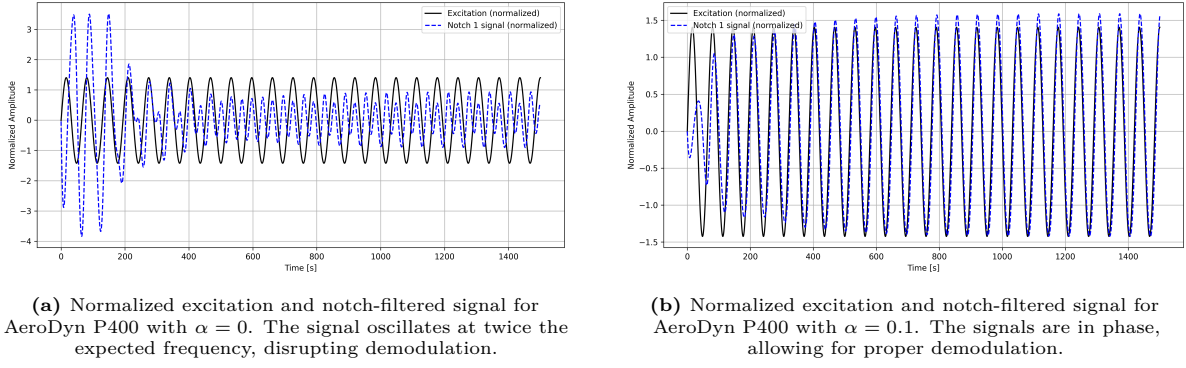 3
2
1
0
−1
−2
−3
−4
Normalized Amplitude
Excitation (normalized)
Notch 1 signal (normalized)
0 200 400 600 800 1000 1200 1400
Time [s]
(a) Normalized excitation and notch-filtered signal for
AeroDyn P400 with α = 0. The signal oscillates at twice the
expected frequency, disrupting demodulation.
1.5
1.0
0.5
0.0
−0.5
−1.0
−1.5
Normalized Amplitude
Excitation (normalized)
Notch 1 signal (normalized)
0 200 400 600 800 1000 1200 1400
Time [s]
(b) Normalized excitation and notch-filtered signal for
AeroDyn P400 with α = 0.1. The signals are in phase,
allowing for proper demodulation.